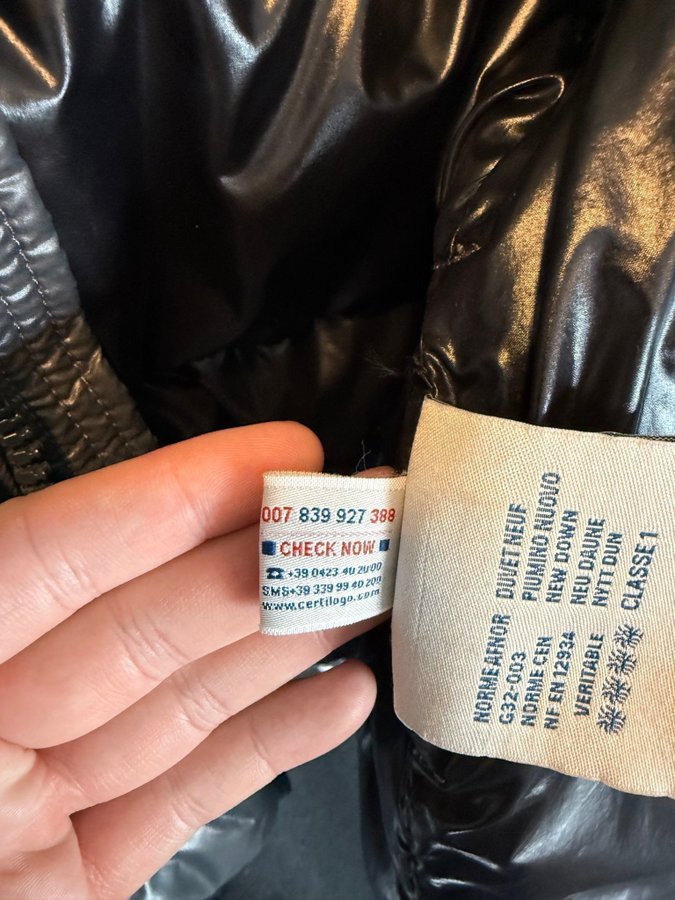 007 839 927 388
CHECK NOW
☎+39 0423 40 20 00
SMS+39 339 99 40 200
www.certilogo.com
NORME AFNOR
G32-003
NORME CEN
NF EN 12934
VERITABLE
DUVET NEUF
PIUMINO NUOVO
NEW DOWN
NEU DAUNE
NYTT DUN
CLASSE 1